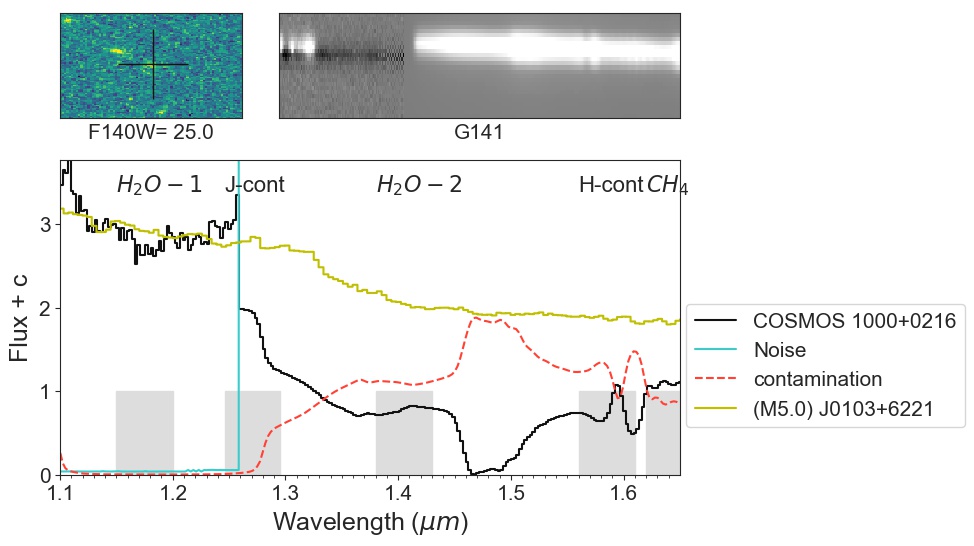 F140W= 25.0
G141
H₂O − 1
J-cont
H₂O − 2
H-cont
CH₄
Flux + c
3
2
1
0
1.1
1.2
1.3
1.4
1.5
1.6
Wavelength (μm)
COSMOS 1000+0216
Noise
contamination
(M5.0) J0103+6221